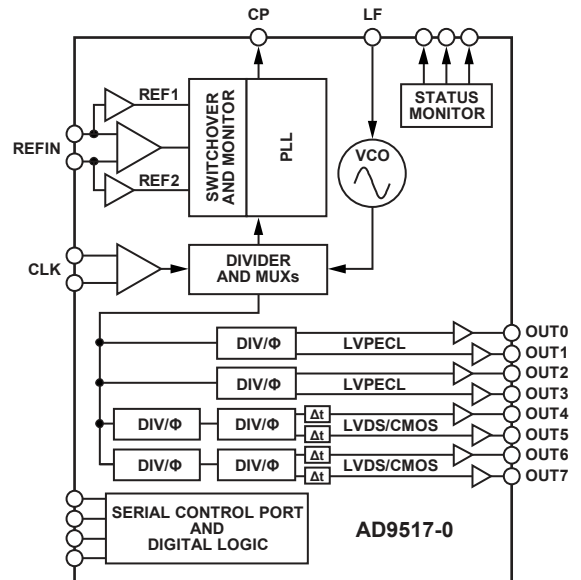 CP
LF
REF1
REFIN
REF2
SWITCHOVER
AND MONITOR
PLL
VCO
STATUS
MONITOR
CLK
DIVIDER
AND MUXs
DIV/Φ
LVPECL
OUT0
OUT1
DIV/Φ
LVPECL
OUT2
OUT3
DIV/Φ
DIV/Φ
Δt
Δt
LVDS/CMOS
OUT4
OUT5
DIV/Φ
DIV/Φ
Δt
Δt
LVDS/CMOS
OUT6
OUT7
SERIAL CONTROL PORT
AND
DIGITAL LOGIC
AD9517-0